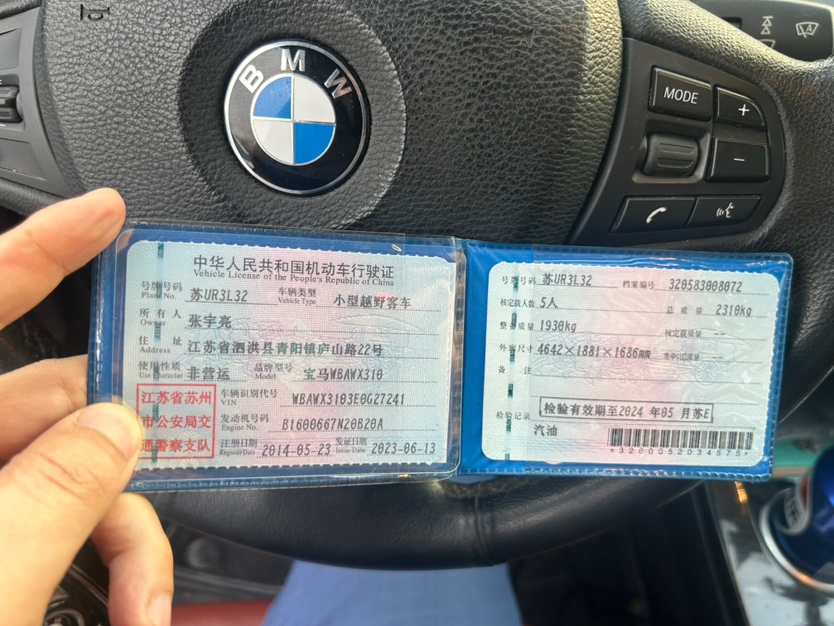 BMW
MODE
+
−
中华人民共和国机动车行驶证
Vehicle License of the People's Republic of China
号牌号码 苏UR3L32 车辆类型 小型越野客车
Plate No. Vehicle Type
所有人 张宇亮
Owner
住址 江苏省泗洪县青阳镇庐山路22号
Address
使用性质 非营运 品牌型号 宝马WBAWX310
Use Character Model
江苏省苏州
市公安局交
通警察支队
车辆识别代号 WBAWX3103E0G27241
VIN
发动机号码 B1600667N20B20A
Engine No.
注册日期 2014-05-23 发证日期 2023-06-13
Register Date Issue Date
号牌号码 苏UR3L32 档案编号 320583008072
核定载人数 5人 总质量 2310kg
整备质量 1930kg 核定载质量
外廓尺寸 4642×1881×1686mm 准牵引总质量 --
备注
检验记录 检验有效期至2024年05月苏E
汽油
*3280052034575*